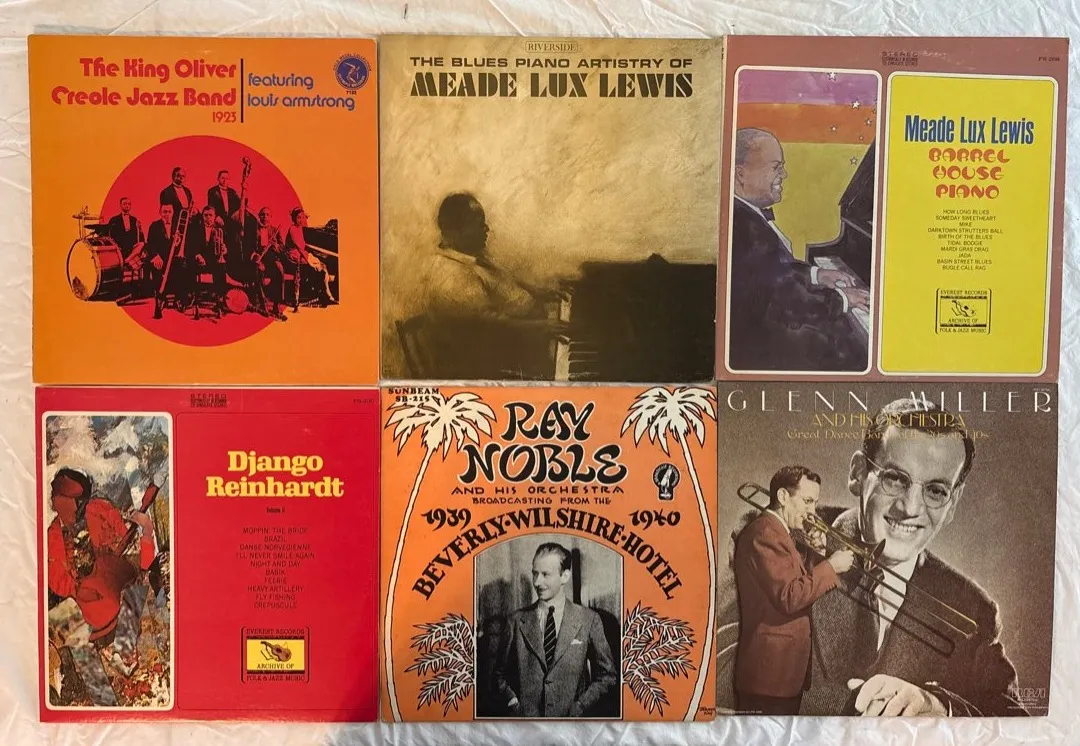 The King Oliver
Creole Jazz Band
1923
featuring
louis armstrong
RIVERSIDE
THE BLUES PIANO ARTISTRY OF
MEADE LUX LEWIS
STEREO
Meade Lux Lewis
BARREL
HOUSE
PIANO
HOW LONG BLUES
SOMEDAY SWEETHEART
MIKE
DARKTOWN STRUTTERS BALL
BIRTH OF THE BLUES
TIDAL BOOGIE
MARDI GRAS DRAG
JADA
BASIN STREET BLUES
BUGLE CALL RAG
EVEREST RECORDS
ARCHIVE OF
FOLK & JAZZ MUSIC
STEREO
Django
Reinhardt
MOPPIN' THE BRIDE
BRAZIL
DANSE NORVEGIENNE
I'LL NEVER SMILE AGAIN
NIGHT AND DAY
BABIK
FEERIE
HEAVY ARTILLERY
FLY FISHING
CREPUSCULE
EVEREST RECORDS
ARCHIVE OF
FOLK & JAZZ MUSIC
SUNBEAM
SB-215
RAY
NOBLE
AND HIS ORCHESTRA
BROADCASTING FROM THE
1939 1940
BEVERLY·WILSHIRE·HOTEL
GLENN MILLER
AND HIS ORCHESTRA
RCA